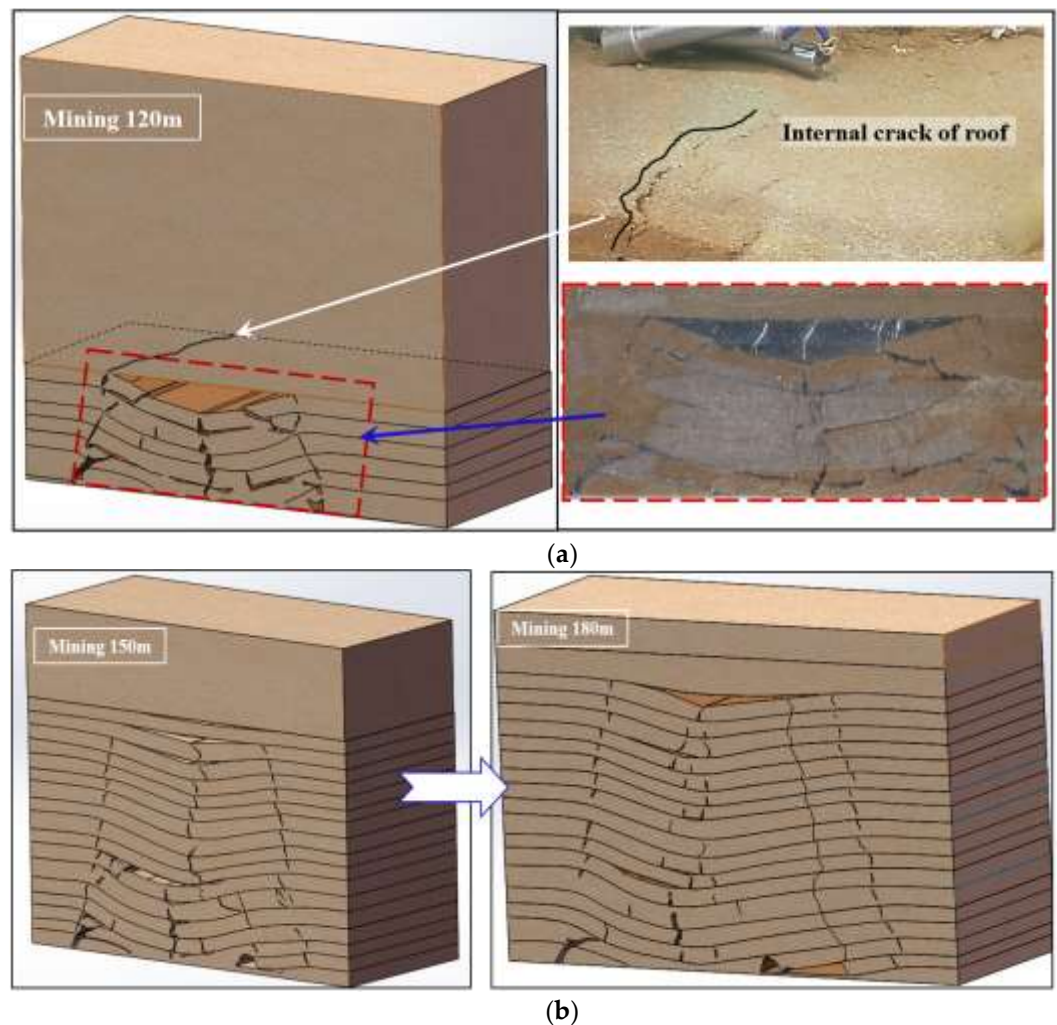 Mining 120m
Internal crack of roof
(a)
Mining 150m
Mining 180m
(b)